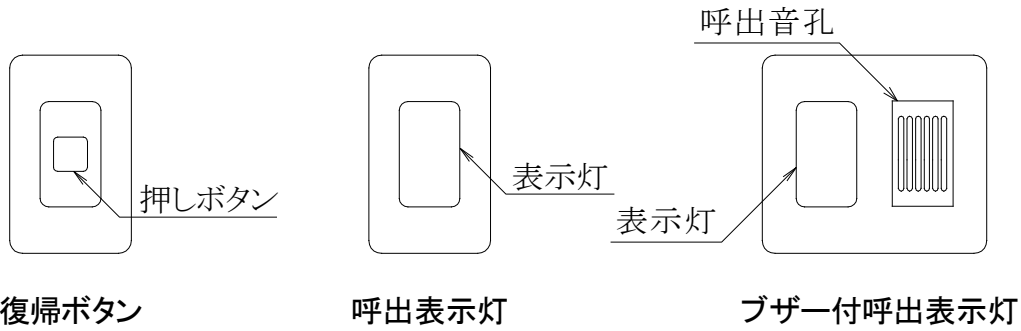 呼出音孔
押しボタン
表示灯
表示灯
復帰ボタン
呼出表示灯
ブザー付呼出表示灯